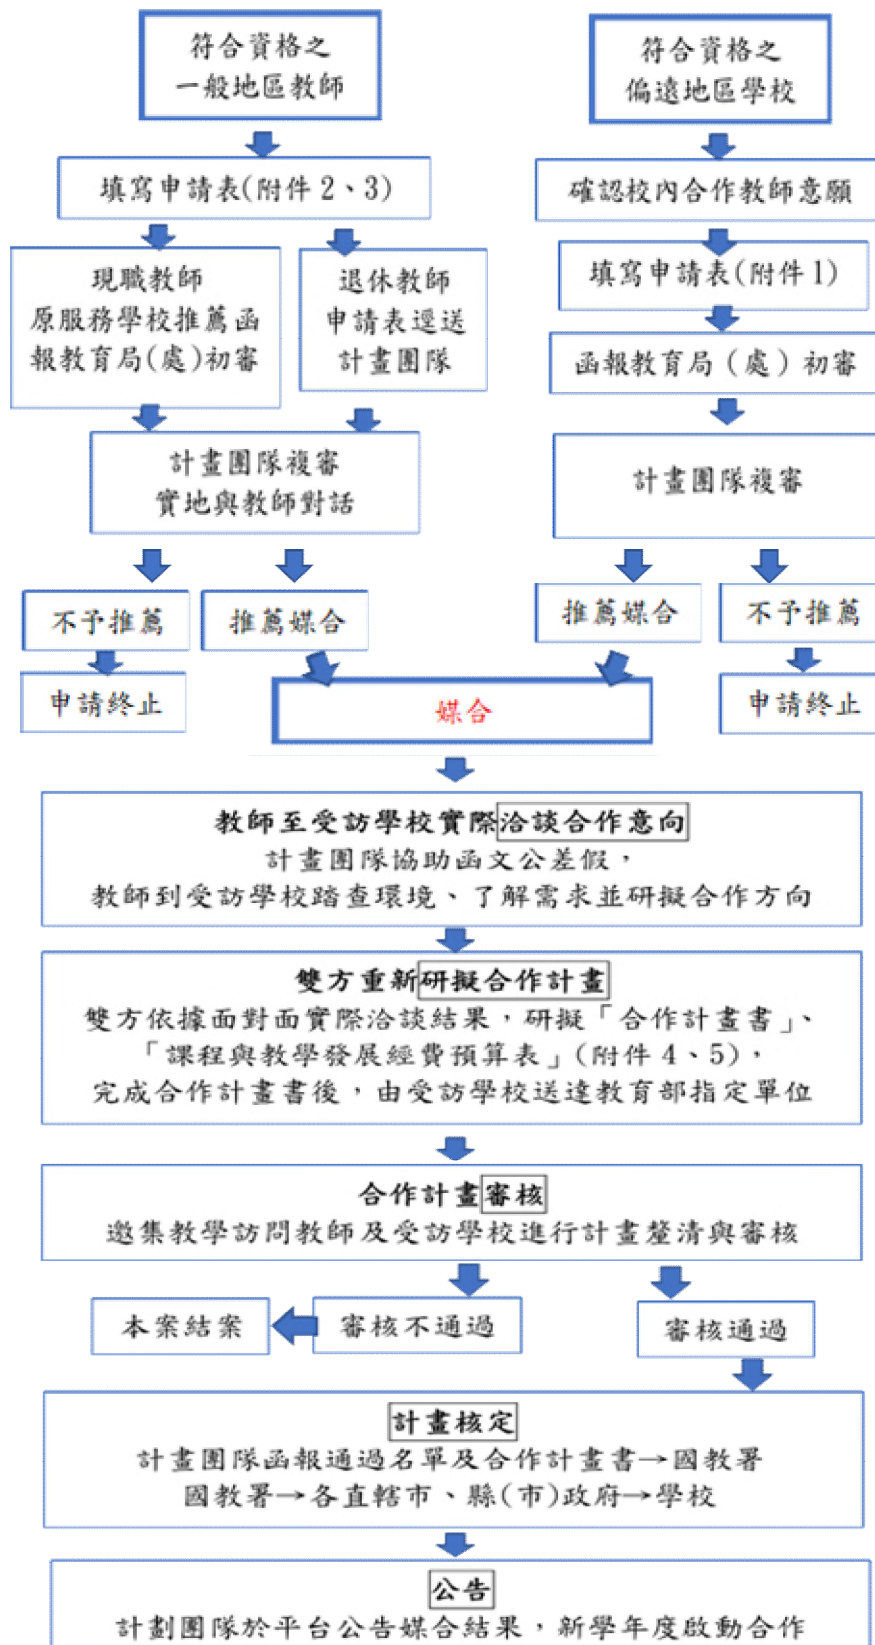 符合資格之
一般地區教師
符合資格之
偏遠地區學校
填寫申請表(附件2、3)
確認校內合作教師意願
現職教師
原服務學校推薦函
報教育局(處)初審
退休教師
申請表逕送
計畫團隊
填寫申請表(附件1)
函報教育局（處）初審
計畫團隊複審
實地與教師對話
計畫團隊複審
不予推薦
推薦媒合
推薦媒合
不予推薦
申請終止
媒合
申請終止
教師至受訪學校實際洽談合作意向
計畫團隊協助函文公差假，
教師到受訪學校踏查環境、了解需求並研擬合作方向
雙方重新研擬合作計畫
雙方依據面對面實際洽談結果，研擬「合作計畫書」、
「課程與教學發展經費預算表」(附件4、5)，
完成合作計畫書後，由受訪學校送達教育部指定單位
合作計畫審核
邀集教學訪問教師及受訪學校進行計畫釐清與審核
本案結案
審核不通過
審核通過
計畫核定
計畫團隊函報通過名單及合作計畫書→國教署
國教署→各直轄市、縣(市)政府→學校
公告
計劃團隊於平台公告媒合結果，新學年度啟動合作